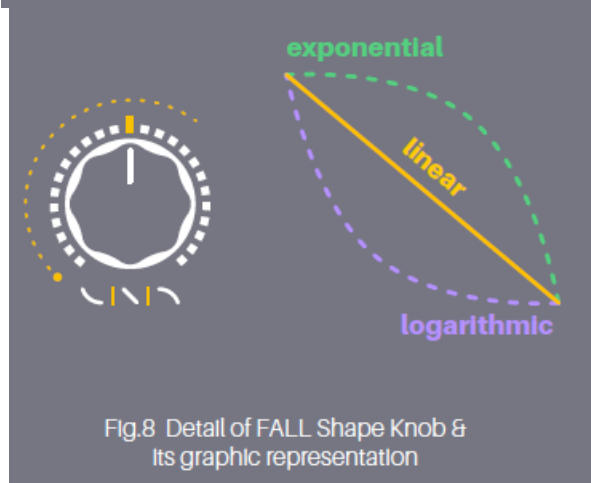 exponential
linear
logarithmic
Fig.8 Detail of FALL Shape Knob &
its graphic representation